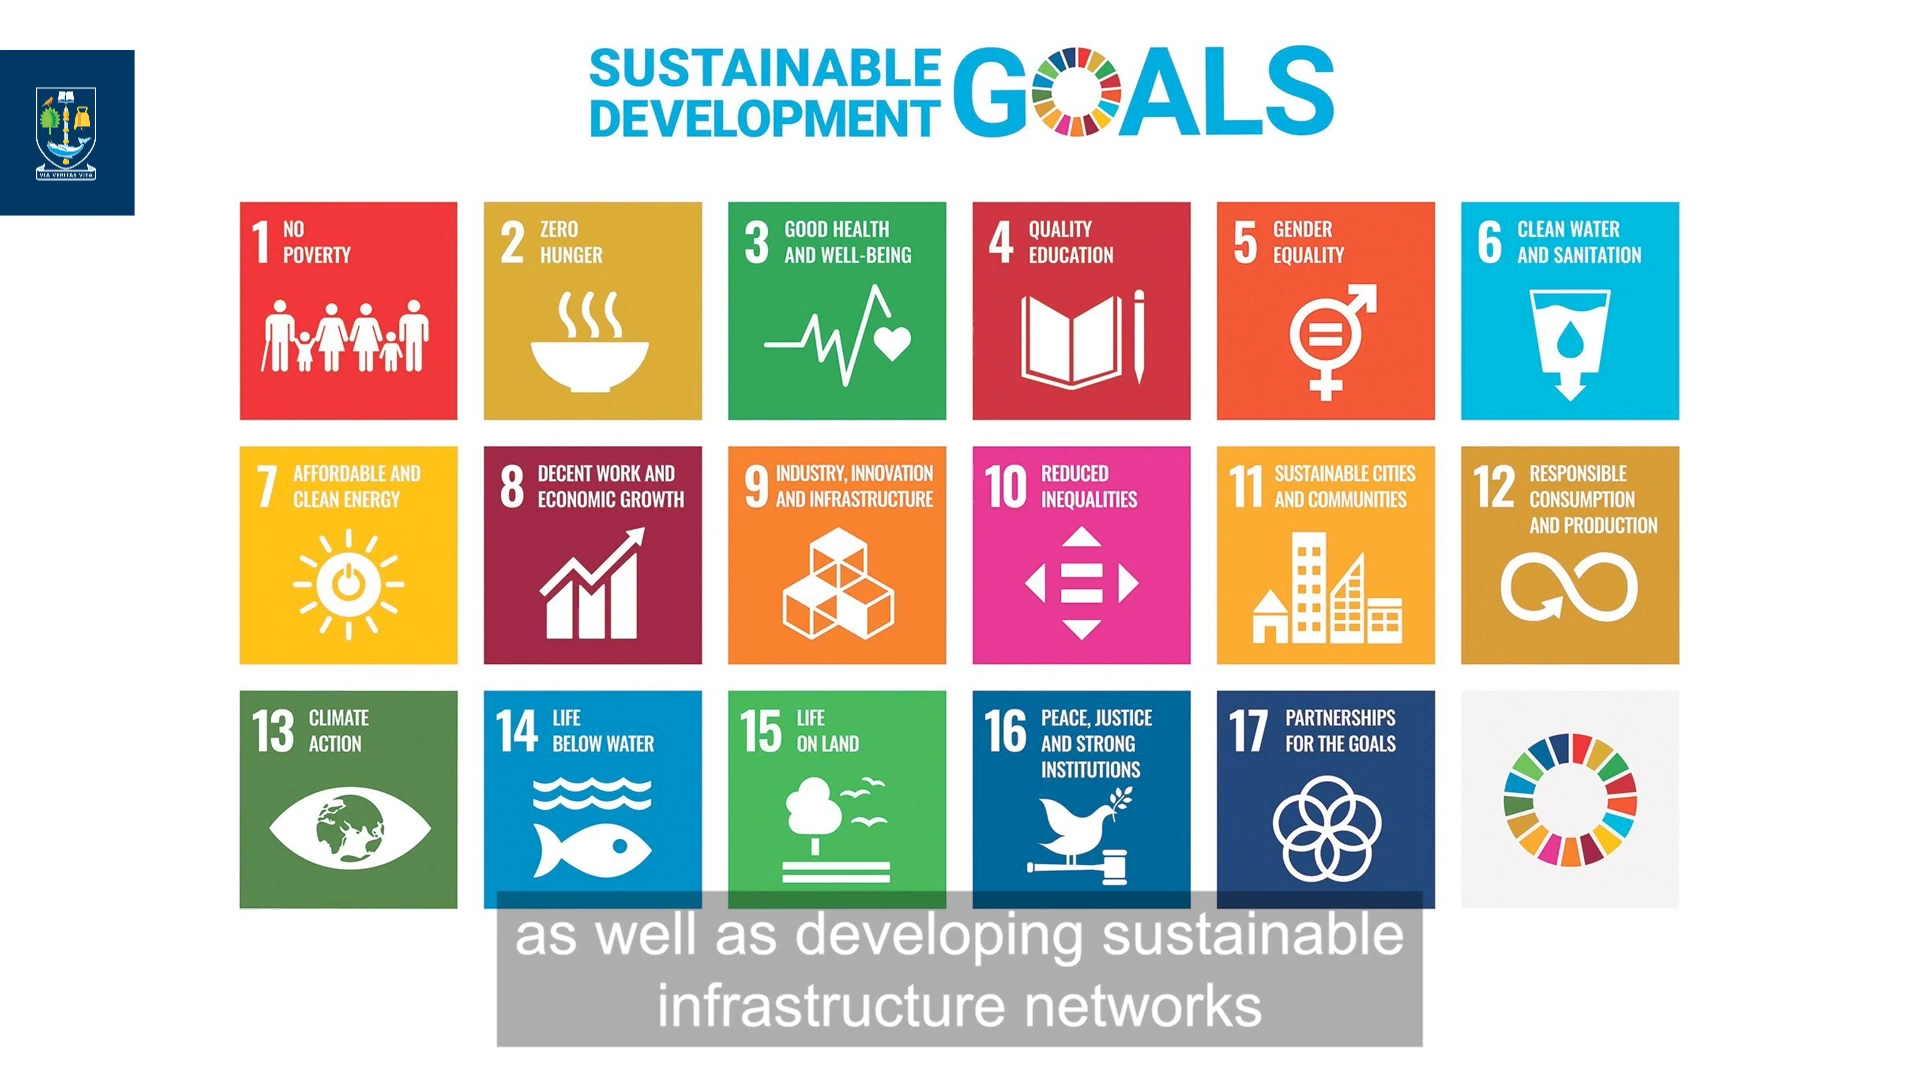 SUSTAINABLE
DEVELOPMENT
GOALS
VIA VERITAS VITA
1 NO
POVERTY
2 ZERO
HUNGER
3 GOOD HEALTH
AND WELL-BEING
4 QUALITY
EDUCATION
5 GENDER
EQUALITY
6 CLEAN WATER
AND SANITATION
7 AFFORDABLE AND
CLEAN ENERGY
8 DECENT WORK AND
ECONOMIC GROWTH
9 INDUSTRY, INNOVATION
AND INFRASTRUCTURE
10 REDUCED
INEQUALITIES
11 SUSTAINABLE CITIES
AND COMMUNITIES
12 RESPONSIBLE
CONSUMPTION
AND PRODUCTION
13 CLIMATE
ACTION
14 LIFE
BELOW WATER
15 LIFE
ON LAND
16 PEACE, JUSTICE
AND STRONG
INSTITUTIONS
17 PARTNERSHIPS
FOR THE GOALS
as well as developing sustainable
infrastructure networks